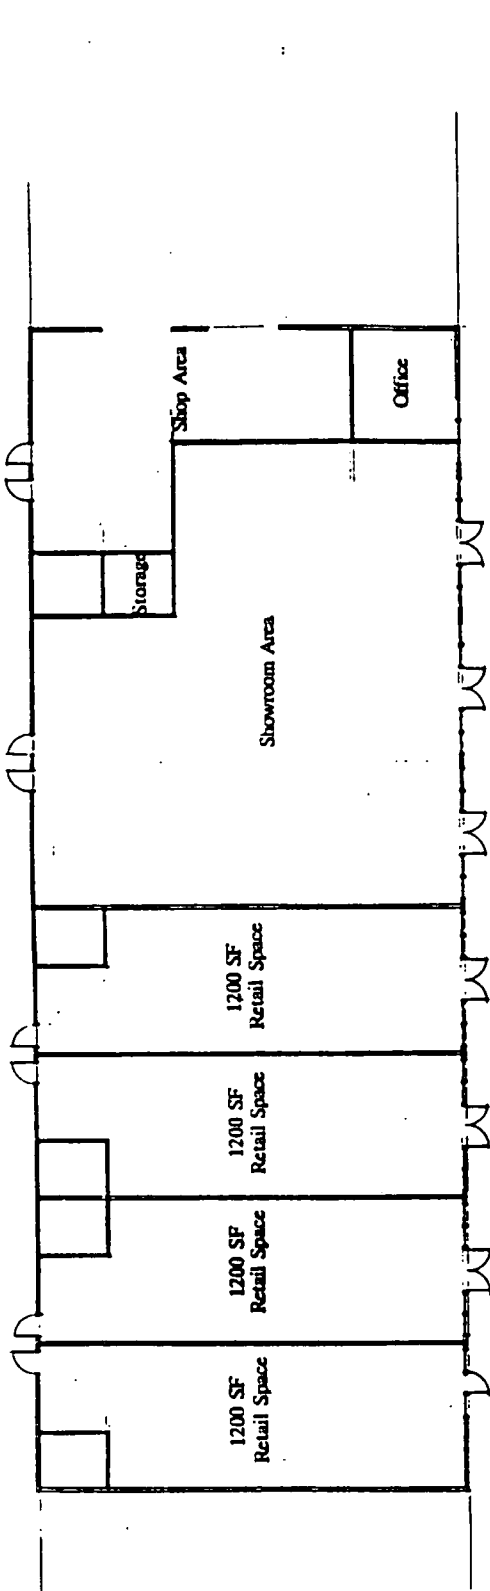 Shop Area
Office
Storage
Showroom Area
1200 SF
Retail Space
1200 SF
Retail Space
1200 SF
Retail Space
1200 SF
Retail Space